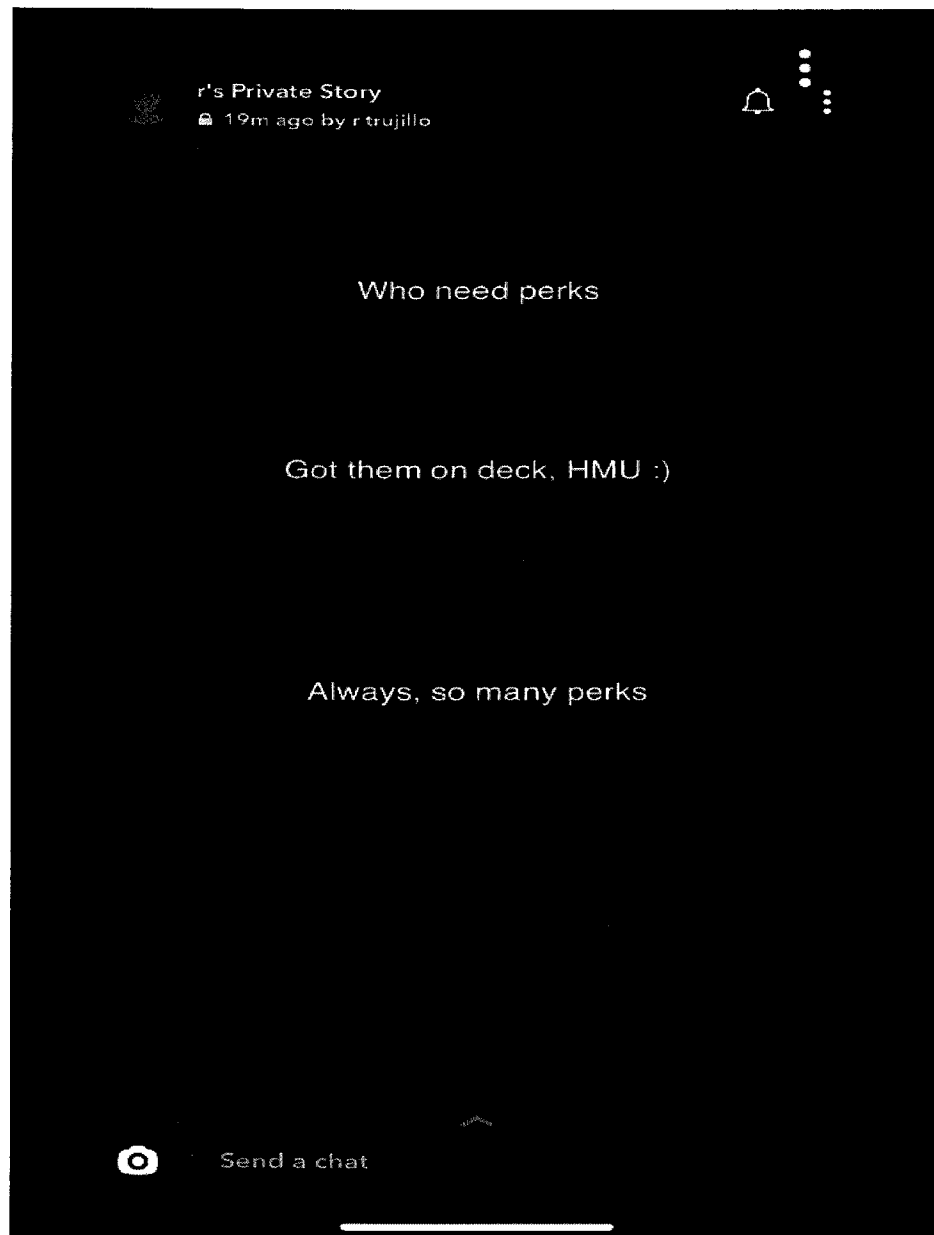 r's Private Story
19m ago by r trujillo
Who need perks
Got them on deck, HMU :)
Always, so many perks
Send a chat